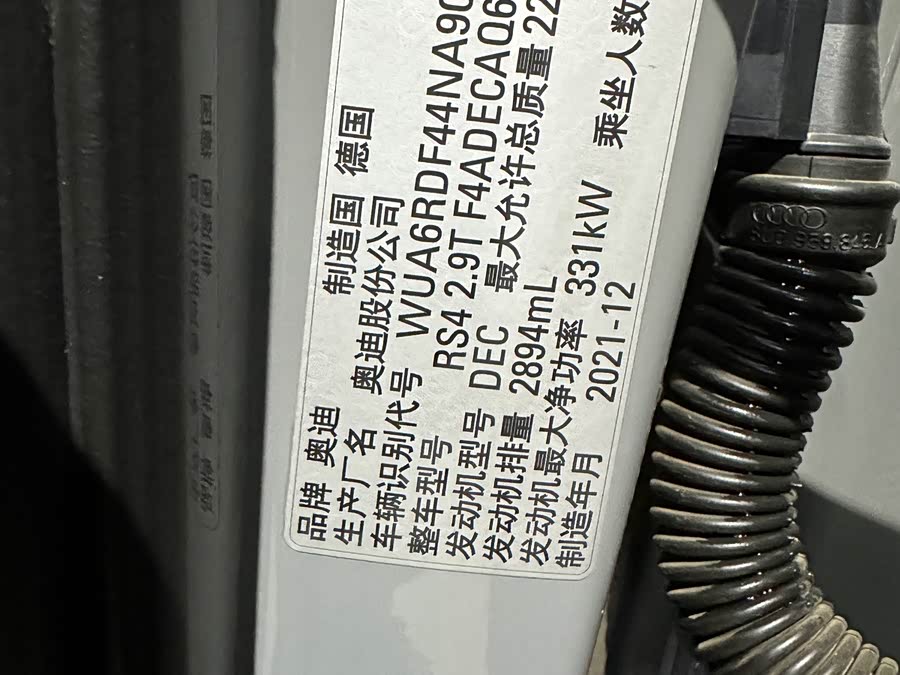 品牌 奥迪 制造国 德国
生产厂名 奥迪股份公司
车辆识别代号 WUA6RDF44NA90
整车型号 RS4 2.9T F4ADECAQ6
发动机型号 DEC 最大允许总质量 22
发动机排量 2894mL
发动机最大净功率 331kW 乘坐人数
制造年月 2021-12